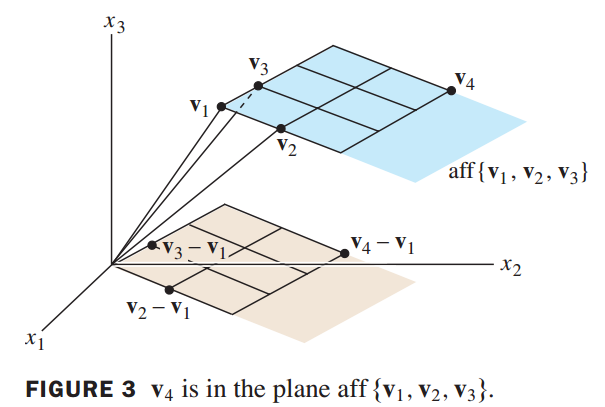 x3
v3
v4
v1
v2
aff{v1, v2, v3}
v3 – v1
v4 – v1
x2
v2 – v1
x1
FIGURE 3 v4 is in the plane aff {v1, v2, v3}.